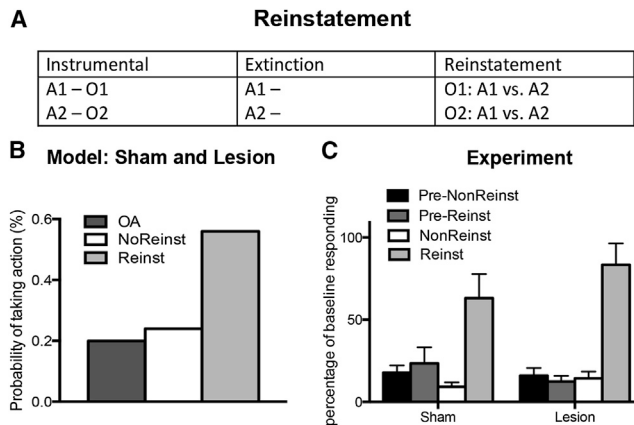 A
Reinstatement
Instrumental Extinction Reinstatement
A1 – O1 A1 – O1: A1 vs. A2
A2 – O2 A2 – O2: A1 vs. A2
B
Model: Sham and Lesion
Probability of taking action (%)
0.6
0.4
0.2
0.0
OA
NoReinst
Reinst
C
Experiment
percentage of baseline responding
100
50
0
Pre-NonReinst
Pre-Reinst
NonReinst
Reinst
Sham Lesion